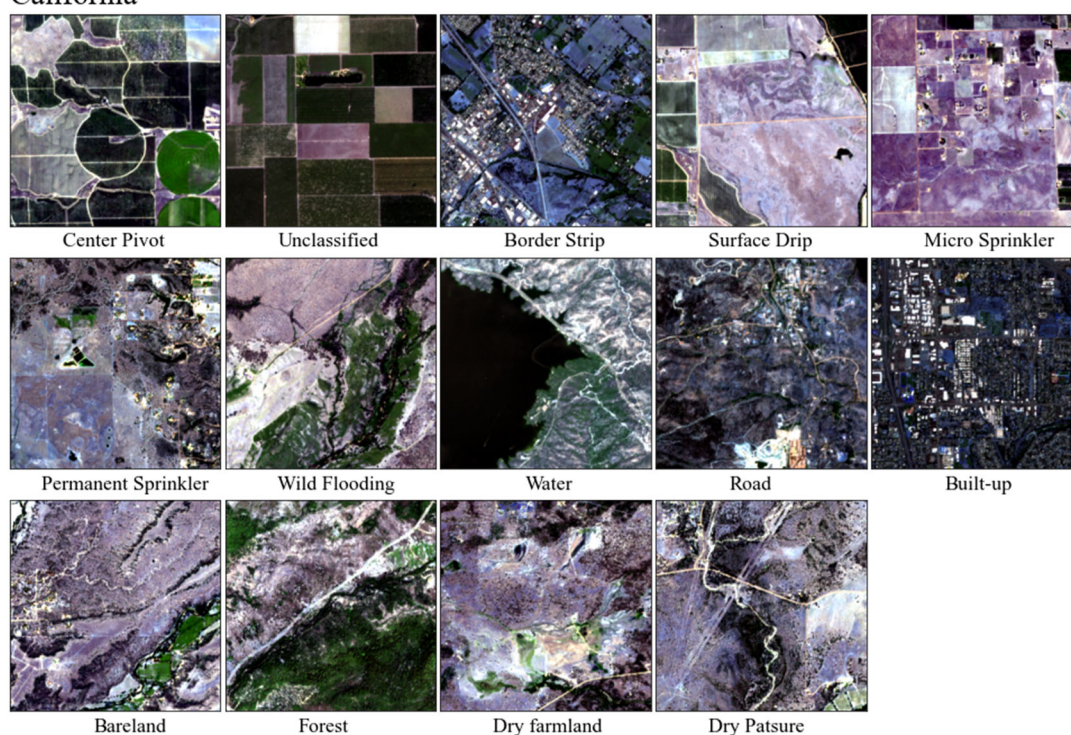 California
Center Pivot
Unclassified
Border Strip
Surface Drip
Micro Sprinkler
Permanent Sprinkler
Wild Flooding
Water
Road
Built-up
Bareland
Forest
Dry farmland
Dry Patsure